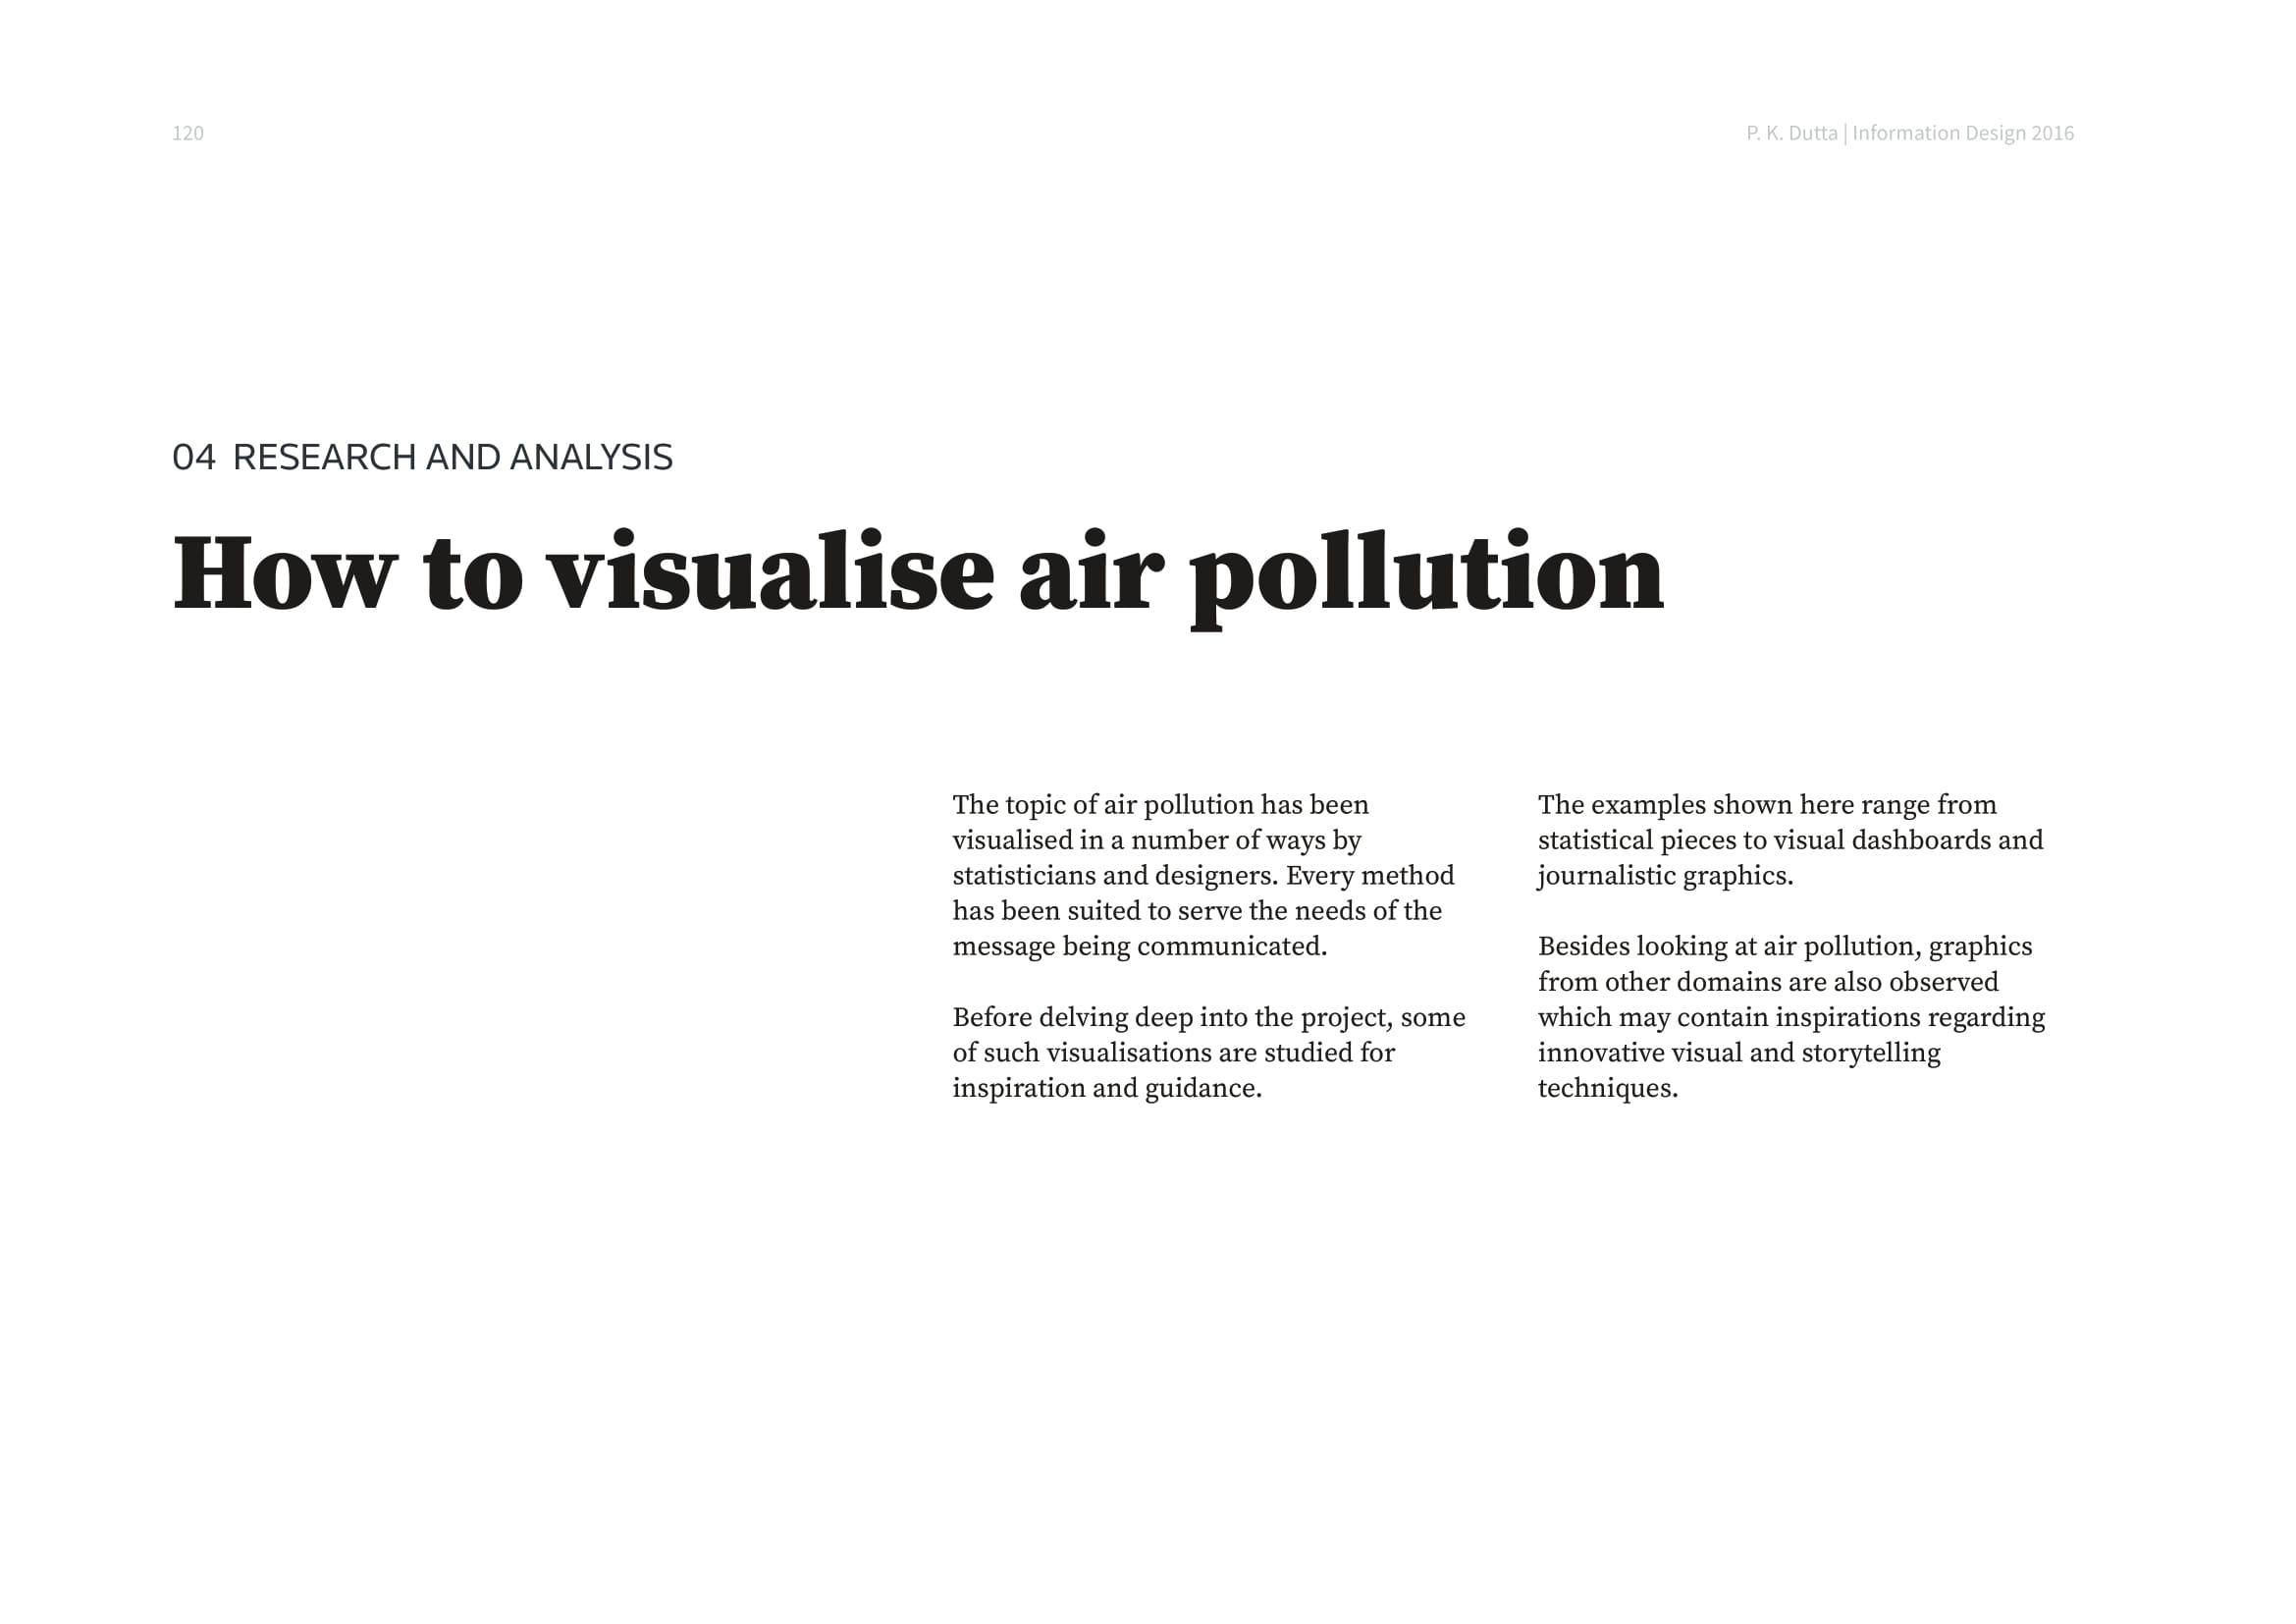 120
P. K. Dutta | Information Design 2016
04 RESEARCH AND ANALYSIS
How to visualise air pollution
The topic of air pollution has been
visualised in a number of ways by
statisticians and designers. Every method
has been suited to serve the needs of the
message being communicated.
Before delving deep into the project, some
of such visualisations are studied for
inspiration and guidance.
The examples shown here range from
statistical pieces to visual dashboards and
journalistic graphics.
Besides looking at air pollution, graphics
from other domains are also observed
which may contain inspirations regarding
innovative visual and storytelling
techniques.